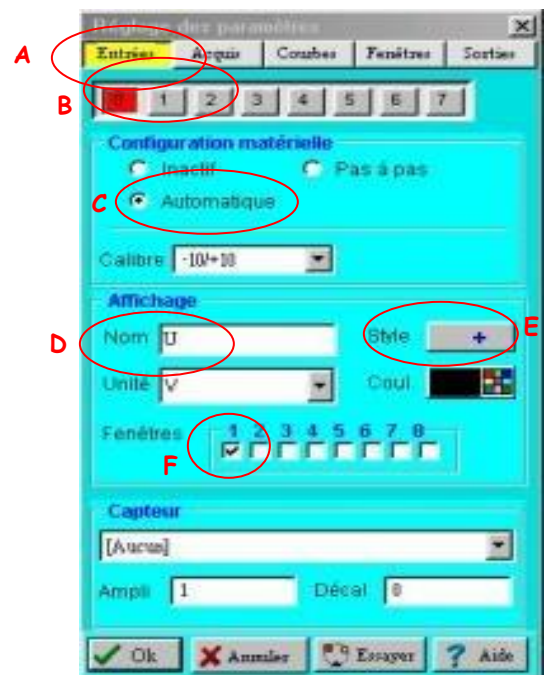 Réglage des paramètres
A Entrées Acquis Courbes Fenêtres Sorties
B 0 1 2 3 4 5 6 7
Configuration matérielle
Inactif Pas à pas
C Automatique
Calibre -10/+10
Affichage
D Nom U Style + E
Unité V Coul
Fenêtres 1 2 3 4 5 6 7 8
F
Capteur
[Aucun]
Ampli 1 Décal 0
Ok Annuler Essayer ? Aide